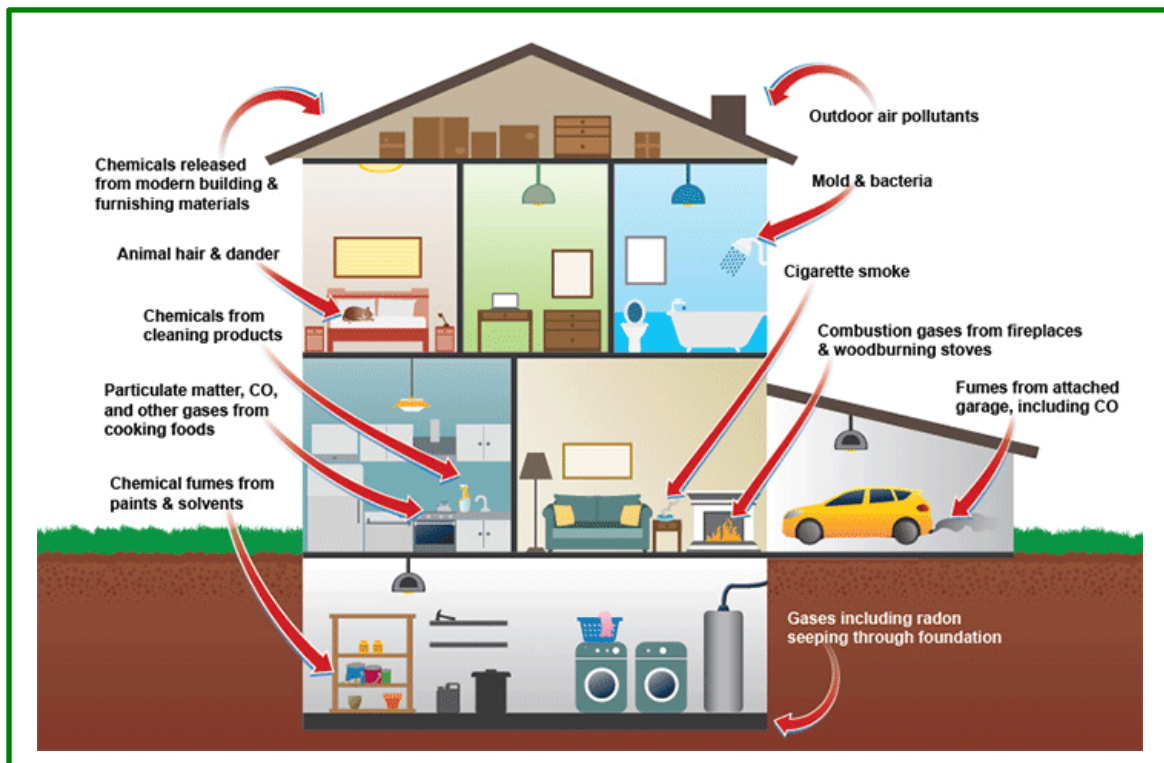 Chemicals released
from modern building &
furnishing materials
Animal hair & dander
Chemicals from
cleaning products
Particulate matter, CO,
and other gases from
cooking foods
Chemical fumes from
paints & solvents
Outdoor air pollutants
Mold & bacteria
Cigarette smoke
Combustion gases from fireplaces
& woodburning stoves
Fumes from attached
garage, including CO
Gases including radon
seeping through foundation